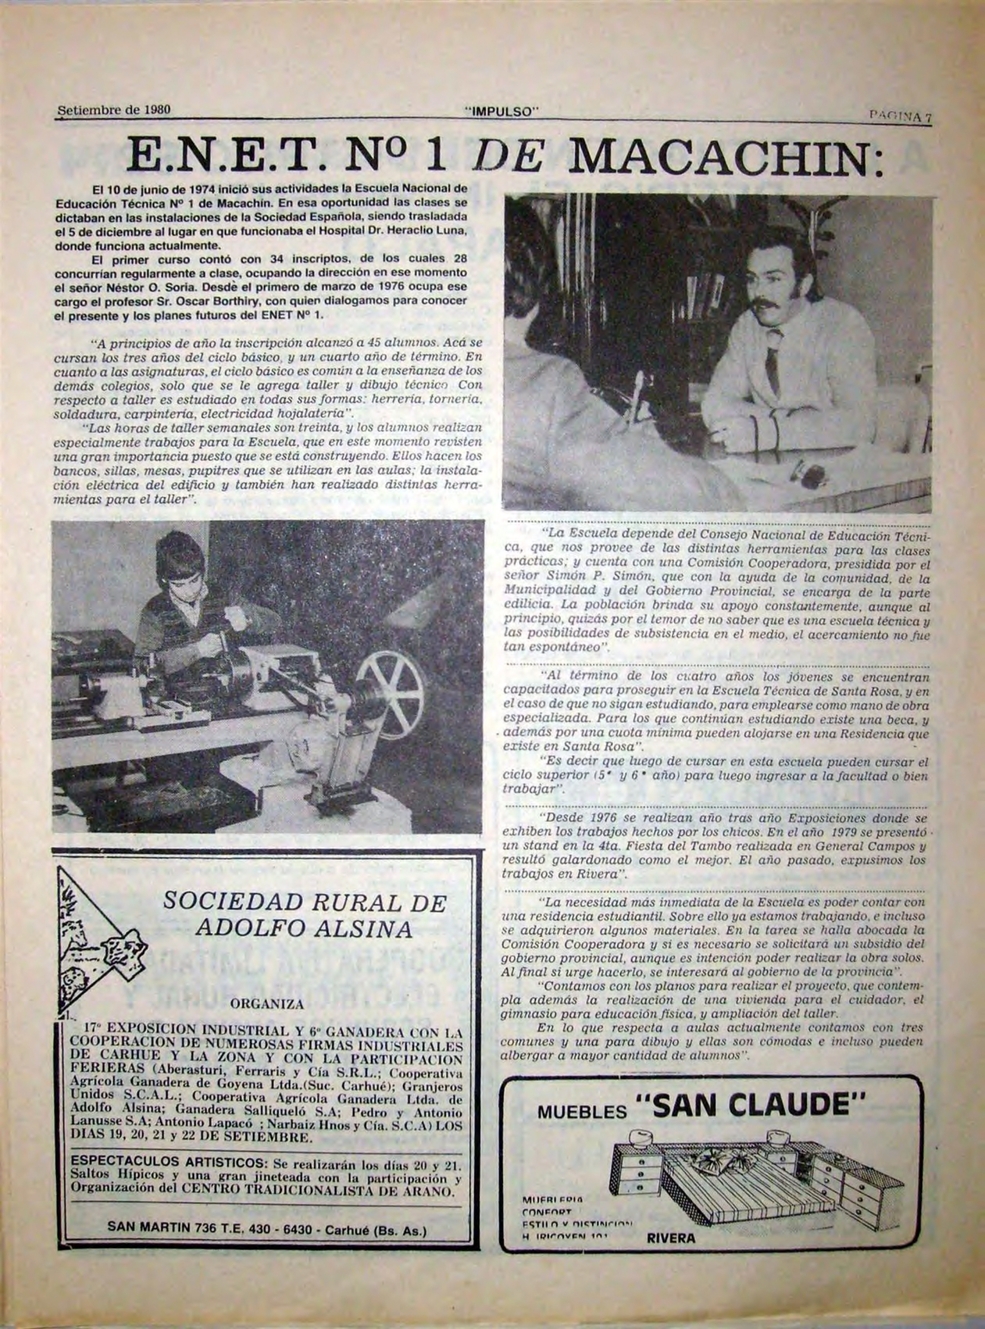 Setiembre de 1980
"IMPULSO"
PAGINA 7
E.N.E.T. Nº 1 DE MACACHIN:
El 10 de junio de 1974 inició sus actividades la Escuela Nacional de
Educación Técnica Nº 1 de Macachín. En esa oportunidad las clases se
dictaban en las instalaciones de la Sociedad Española, siendo trasladada
el 5 de diciembre al lugar en que funcionaba el Hospital Dr. Heraclio Luna,
donde funciona actualmente.
El primer curso contó con 34 inscriptos, de los cuales 28
concurrían regularmente a clase, ocupando la dirección en ese momento
el señor Néstor O. Soria. Desde el primero de marzo de 1976 ocupa ese
cargo el profesor Sr. Oscar Borthiry, con quien dialogamos para conocer
el presente y los planes futuros del ENET Nº 1.
"A principios de año la inscripción alcanzó a 45 alumnos. Acá se
cursan los tres años del ciclo básico, y un cuarto año de término. En
cuanto a las asignaturas, el ciclo básico es común a la enseñanza de los
demás colegios, solo que se le agrega taller y dibujo técnico. Con
respecto a taller es estudiado en todas sus formas: herrería, tornería,
soldadura, carpintería, electricidad hojalatería".
"Las horas de taller semanales son treinta, y los alumnos realizan
especialmente trabajos para la Escuela, que en este momento revisten
una gran importancia puesto que se está construyendo. Ellos hacen los
bancos, sillas, mesas, pupitres que se utilizan en las aulas; la instala-
ción eléctrica del edificio y también han realizado distintas herra-
mientas para el taller".
"La Escuela depende del Consejo Nacional de Educación Técni-
ca, que nos provee de las distintas herramientas para las clases
prácticas; y cuenta con una Comisión Cooperadora, presidida por el
señor Simón P. Simón, que con la ayuda de la comunidad, de la
Municipalidad y del Gobierno Provincial, se encarga de la parte
edilicia. La población brinda su apoyo constantemente, aunque al
principio, quizás por el temor de no saber que es una escuela técnica y
las posibilidades de subsistencia en el medio, el acercamiento no fue
tan espontáneo".
"Al término de los cuatro años los jóvenes se encuentran
capacitados para proseguir en la Escuela Técnica de Santa Rosa, y en
el caso de que no sigan estudiando, para emplearse como mano de obra
especializada. Para los que continúan estudiando existe una beca, y
además por una cuota mínima pueden alojarse en una Residencia que
existe en Santa Rosa".
"Es decir que luego de cursar en esta escuela pueden cursar el
ciclo superior (5º y 6º año) para luego ingresar a la facultad o bien
trabajar".
"Desde 1976 se realizan año tras año Exposiciones donde se
exhiben los trabajos hechos por los chicos. En el año 1979 se presentó
un stand en la 4ta. Fiesta del Tambo realizada en General Campos y
resultó galardonado como el mejor. El año pasado, expusimos los
trabajos en Rivera".
"La necesidad más inmediata de la Escuela es poder contar con
una residencia estudiantil. Sobre ello ya estamos trabajando, e incluso
se adquirieron algunos materiales. En la tarea se halla abocada la
Comisión Cooperadora y si es necesario se solicitará un subsidio del
gobierno provincial, aunque es intención poder realizar la obra solos.
Al final si urge hacerlo, se interesará al gobierno de la provincia".
"Contamos con los planos para realizar el proyecto, que contem-
pla además la realización de una vivienda para el cuidador, el
gimnasio para educación física, y ampliación del taller.
En lo que respecta a aulas actualmente contamos con tres
comunes y una para dibujo y ellas son cómodas e incluso pueden
albergar a mayor cantidad de alumnos".
SOCIEDAD RURAL DE
ADOLFO ALSINA
ORGANIZA
17º EXPOSICION INDUSTRIAL Y 6º GANADERA CON LA
COOPERACION DE NUMEROSAS FIRMAS INDUSTRIALES
DE CARHUE Y LA ZONA Y CON LA PARTICIPACION
FERIERAS (Aberasturi, Ferraris y Cía S.R.L.; Cooperativa
Agrícola Ganadera de Goyena Ltda.(Suc. Carhué); Granjeros
Unidos S.C.A.L.; Cooperativa Agrícola Ganadera Ltda. de
Adolfo Alsina; Ganadera Salliqueló S.A; Pedro y Antonio
Lanusse S.A; Antonio Lapacó ; Narbaiz Hnos y Cía. S.C.A) LOS
DIAS 19, 20, 21 y 22 DE SETIEMBRE.
ESPECTACULOS ARTISTICOS: Se realizarán los días 20 y 21.
Saltos Hípicos y una gran jineteada con la participación y
Organización del CENTRO TRADICIONALISTA DE ARANO.
SAN MARTIN 736 T.E. 430 - 6430 - Carhué (Bs. As.)
MUEBLES "SAN CLAUDE"
MUEBLERIA
CONFORT
ESTILO Y DISTINCION
H. IRIGOYEN 101
RIVERA